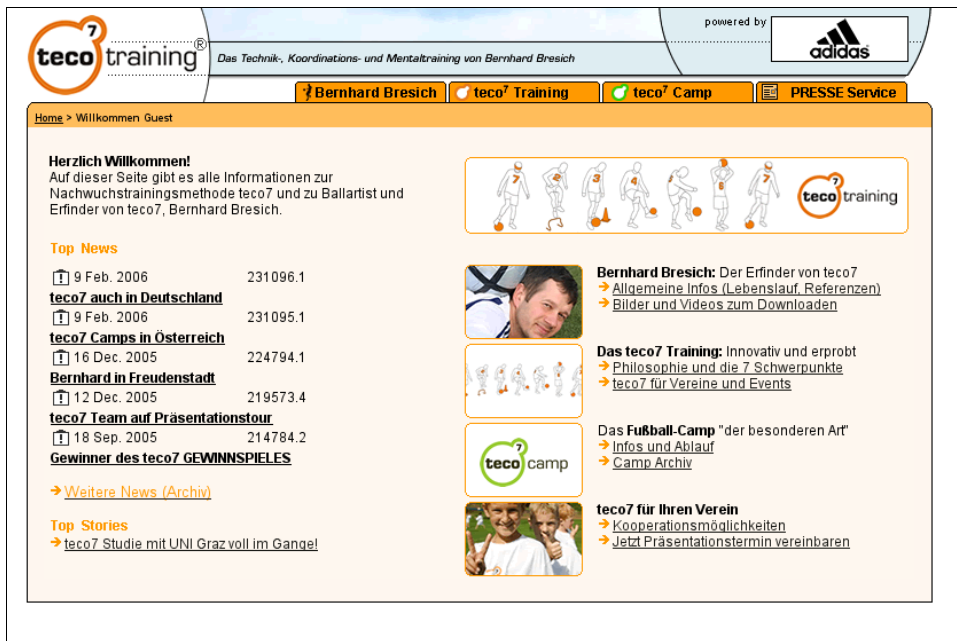 teco7 training®
Das Technik-, Koordinations- und Mentaltraining von Bernhard Bresich
powered by
adidas
Bernhard Bresich
teco7 Training
teco7 Camp
PRESSE Service
Home > Willkommen Guest
Herzlich Willkommen!
Auf dieser Seite gibt es alle Informationen zur
Nachwuchstrainingsmethode teco7 und zu Ballartist und
Erfinder von teco7, Bernhard Bresich.
Top News
9 Feb. 2006 231096.1
teco7 auch in Deutschland
9 Feb. 2006 231095.1
teco7 Camps in Österreich
16 Dec. 2005 224794.1
Bernhard in Freudenstadt
12 Dec. 2005 219573.4
teco7 Team auf Präsentationstour
18 Sep. 2005 214784.2
Gewinner des teco7 GEWINNSPIELES
Weitere News (Archiv)
Top Stories
teco7 Studie mit UNI Graz voll im Gange!
teco7 training
Bernhard Bresich: Der Erfinder von teco7
Allgemeine Infos (Lebenslauf, Referenzen)
Bilder und Videos zum Downloaden
Das teco7 Training: Innovativ und erprobt
Philosophie und die 7 Schwerpunkte
teco7 für Vereine und Events
teco7 camp
Das Fußball-Camp "der besonderen Art"
Infos und Ablauf
Camp Archiv
teco7 für Ihren Verein
Kooperationsmöglichkeiten
Jetzt Präsentationstermin vereinbaren